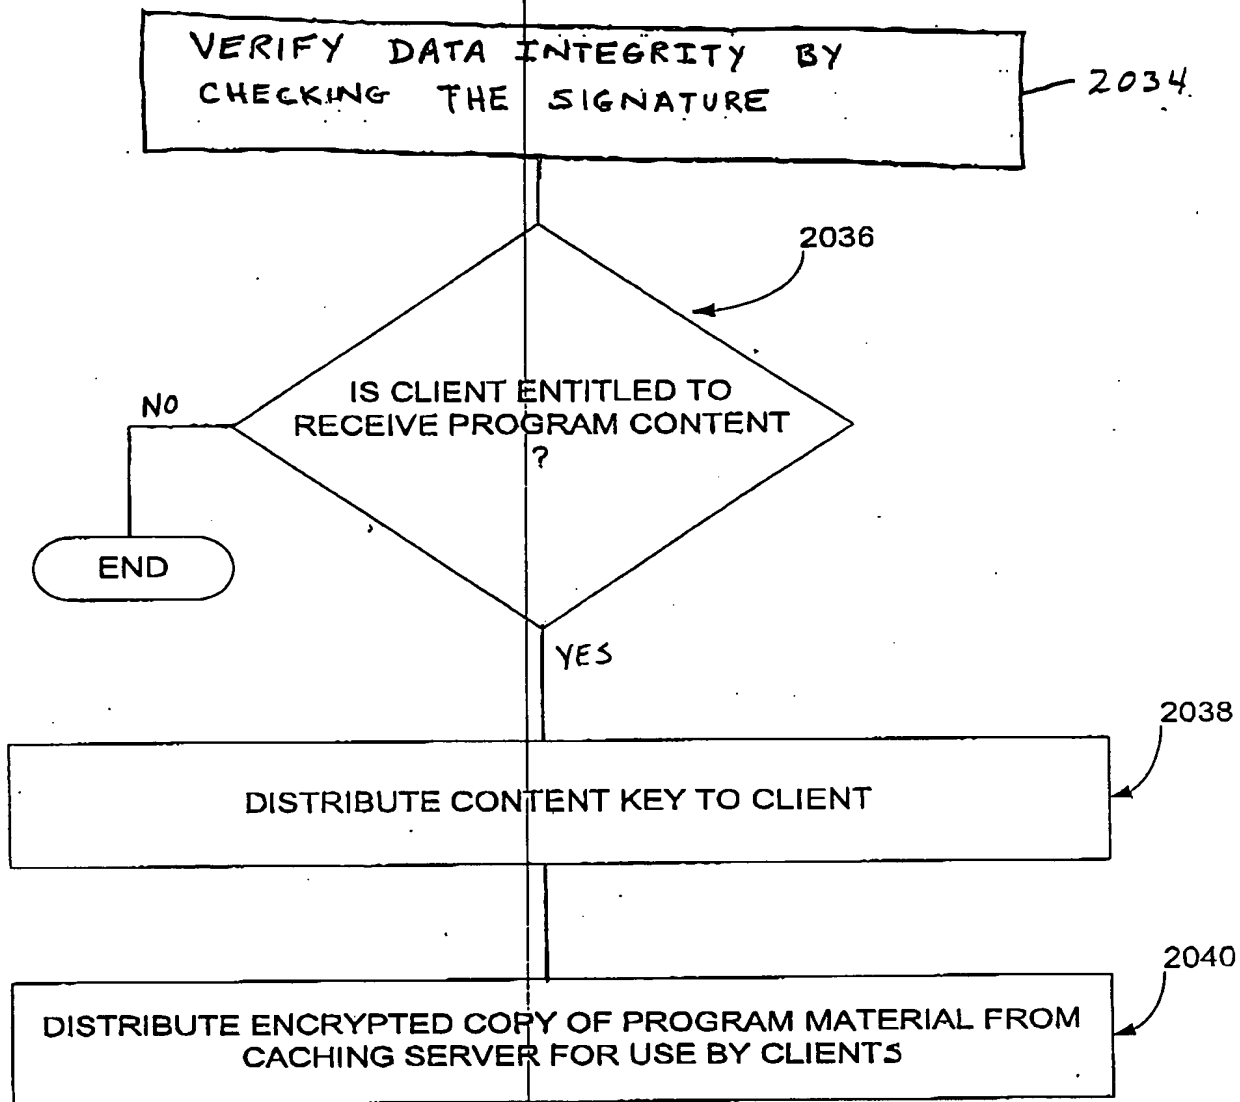 VERIFY DATA INTEGRITY BY
CHECKING THE SIGNATURE
2034
2036
IS CLIENT ENTITLED TO
RECEIVE PROGRAM CONTENT
?
NO
END
YES
2038
DISTRIBUTE CONTENT KEY TO CLIENT
2040
DISTRIBUTE ENCRYPTED COPY OF PROGRAM MATERIAL FROM
CACHING SERVER FOR USE BY CLIENTS